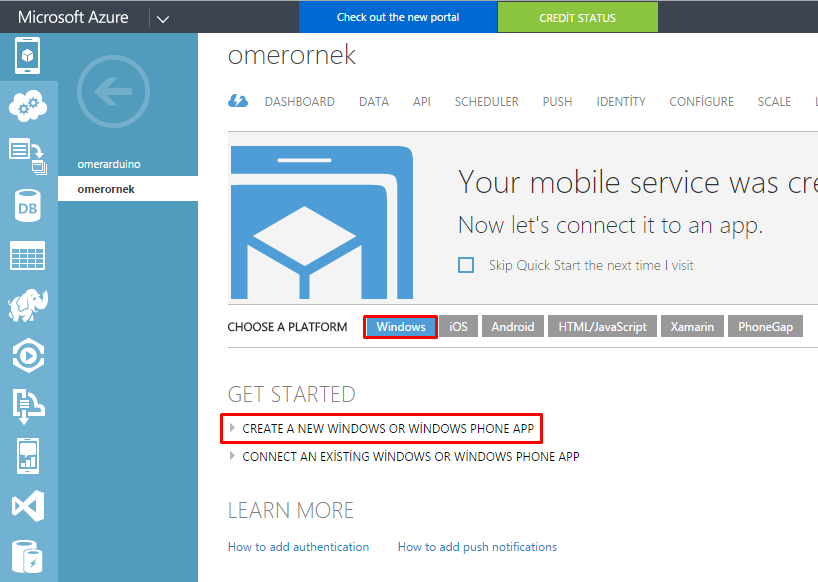 Microsoft Azure
Check out the new portal
CREDİT STATUS
omerornek
DASHBOARD DATA API SCHEDULER PUSH IDENTİTY CONFİGURE SCALE
omerarduino
omerornek
DB
Your mobile service was cre
Now let's connect it to an app.
Skip Quick Start the next time I visit
CHOOSE A PLATFORM Windows iOS Android HTML/JavaScript Xamarin PhoneGap
GET STARTED
CREATE A NEW WİNDOWS OR WİNDOWS PHONE APP
CONNECT AN EXİSTİNG WİNDOWS OR WİNDOWS PHONE APP
LEARN MORE
How to add authentication How to add push notifications